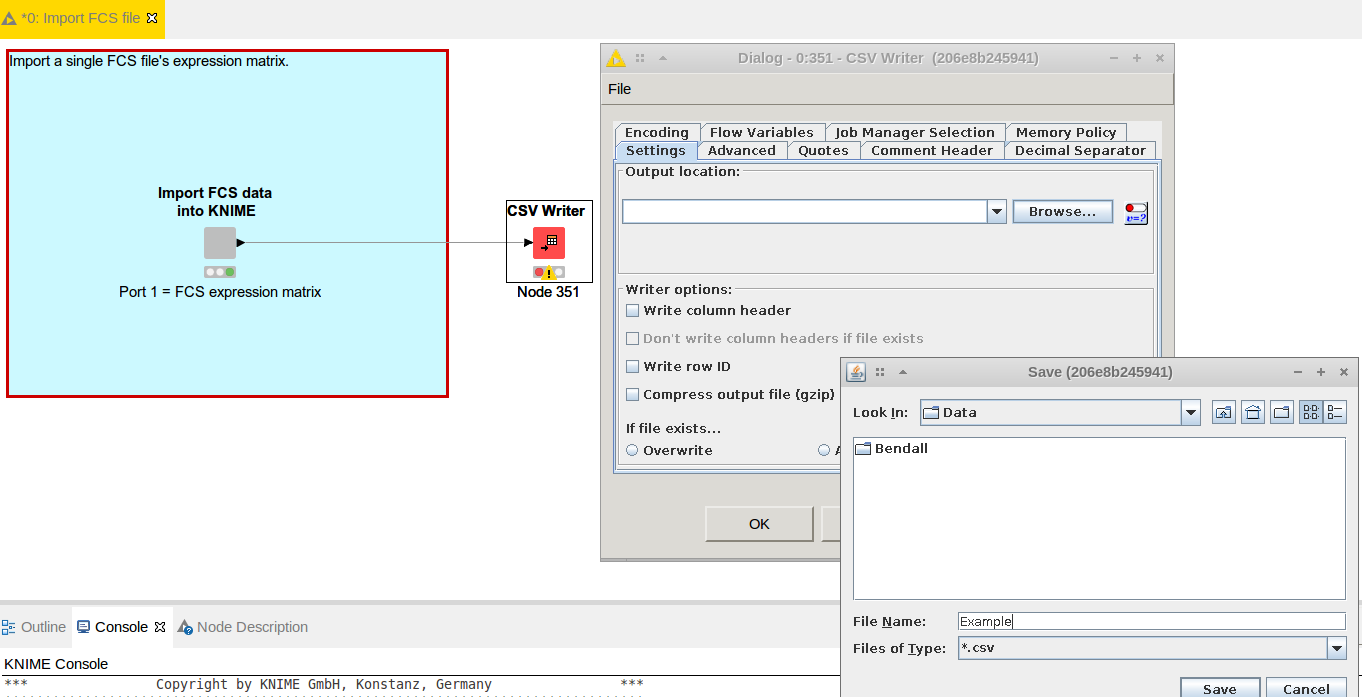 *0: Import FCS file
Import a single FCS file's expression matrix.
Import FCS data
into KNIME
Port 1 = FCS expression matrix
CSV Writer
Node 351
Dialog - 0:351 - CSV Writer (206e8b245941)
File
Encoding Flow Variables Job Manager Selection Memory Policy
Settings Advanced Quotes Comment Header Decimal Separator
Output location:
Browse...
v=?
Writer options:
Write column header
Don't write column headers if file exists
Write row ID
Compress output file (gzip)
If file exists...
Overwrite
OK
Save (206e8b245941)
Look In: Data
Bendall
File Name: Example
Files of Type: *.csv
Save Cancel
Outline Console Node Description
KNIME Console
*** Copyright by KNIME GmbH, Konstanz, Germany ***